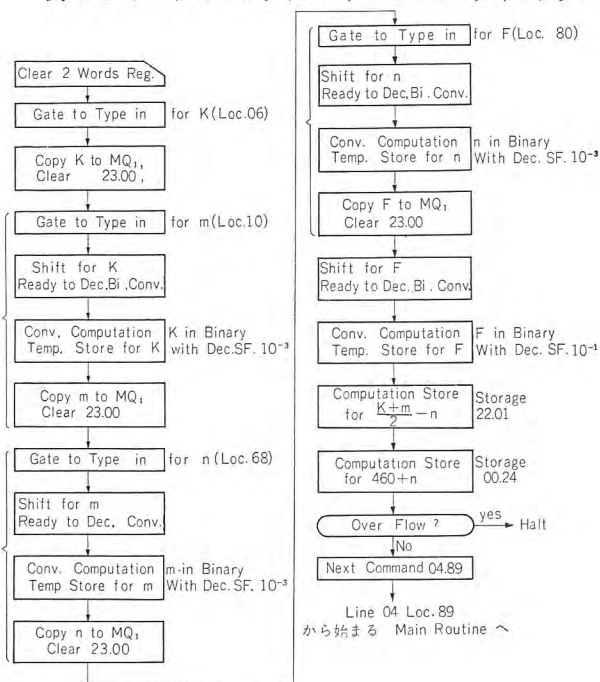 Clear 2 Words Reg.
Gate to Type in for K(Loc.06)
Copy K to MQ₁,
Clear 23.00,
Gate to Type in for m(Loc.10)
Shift for K
Ready to Dec.Bi.Conv.
Conv. Computation K in Binary
Temp. Store for K with Dec.SF. 10⁻³
Copy m to MQ₁
Clear 23.00
Gate to Type in for n(Loc.68)
Shift for m
Ready to Dec. Conv.
Conv. Computation m in Binary
Temp Store for m With Dec.SF. 10⁻³
Copy n to MQ₁
Clear 23.00
Gate to Type in for F(Loc. 80)
Shift for n
Ready to Dec.Bi.Conv.
Conv. Computation n in Binary
Temp. Store for n With Dec. SF. 10⁻³
Copy F to MQ₁
Clear 23.00
Shift for F
Ready to Dec.Bi.Conv.
Conv. Computation F in Binary
Temp. Store for F With Dec. SF. 10⁻¹
Computation Store Storage
for (K+m)/2 − n 22.01
Computation Store Storage
for 460+n 00.24
Over Flow ? yes Halt
No
Next Command 04.89
Line 04 Loc.89
から始まる Main Routine へ